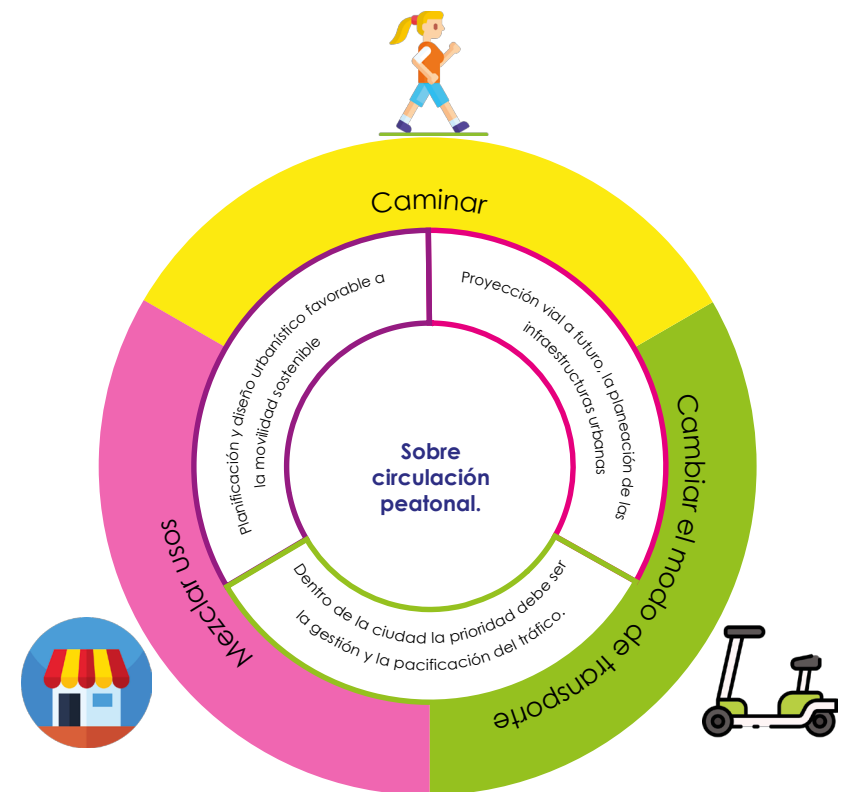 Caminar
Planificación y diseño urbanístico favorable a
la movilidad sostenible
Proyección vial a futuro, la planeación de las
infraestructuras urbanas
Cambiar el modo de transporte
Sobre
circulación
peatonal.
Mezclar usos
Dentro de la ciudad la prioridad debe ser
la gestión y la pacificación del tráfico.